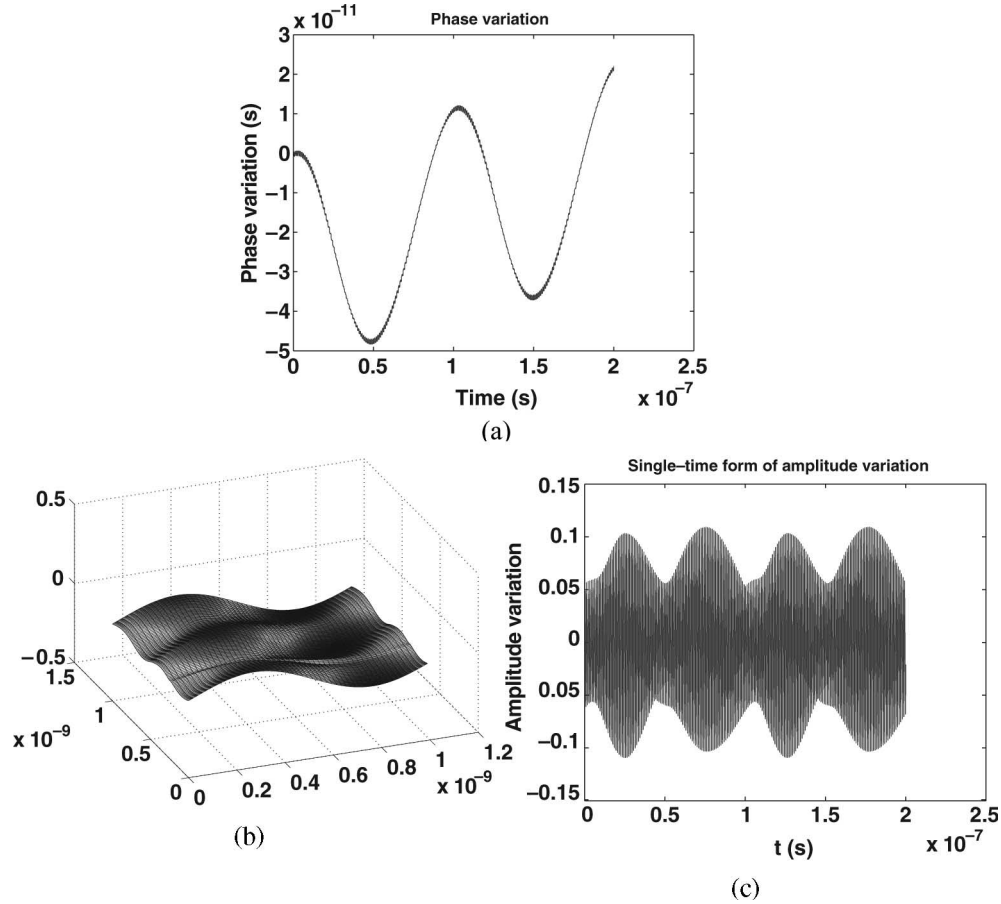 x 10⁻¹¹
Phase variation
3
2
1
0
−1
−2
−3
−4
−5
Phase variation (s)
0 0.5 1 1.5 2 2.5
Time (s)
x 10⁻⁷
(a)
0.5
0
−0.5
1.5
1
0.5
0
x 10⁻⁹
0 0.2 0.4 0.6 0.8 1 1.2
x 10⁻⁹
(b)
Single–time form of amplitude variation
0.15
0.1
0.05
0
0.05
−0.1
−0.15
Amplitude variation
0 0.5 1 1.5 2 2.5
t (s)
x 10⁻⁷
(c)